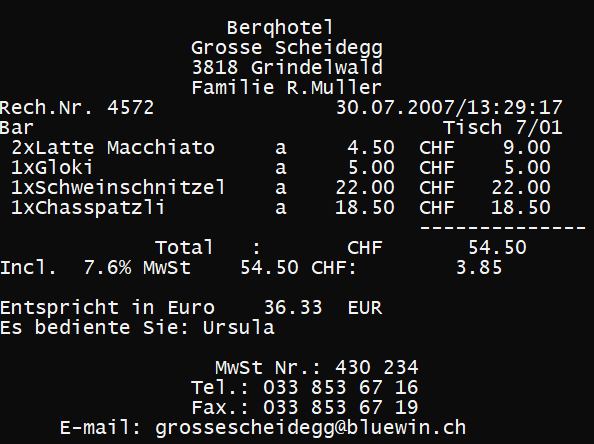 Berqhotel
Grosse Scheidegg
3818 Grindelwald
Familie R.Muller
Rech.Nr. 4572 30.07.2007/13:29:17
Bar Tisch 7/01
2xLatte Macchiato a 4.50 CHF 9.00
1xGloki a 5.00 CHF 5.00
1xSchweinschnitzel a 22.00 CHF 22.00
1xChasspatzli a 18.50 CHF 18.50
--------------
Total : CHF 54.50
Incl. 7.6% MwSt 54.50 CHF: 3.85
Entspricht in Euro 36.33 EUR
Es bediente Sie: Ursula
MwSt Nr.: 430 234
Tel.: 033 853 67 16
Fax.: 033 853 67 19
E-mail: grossescheidegg@bluewin.ch